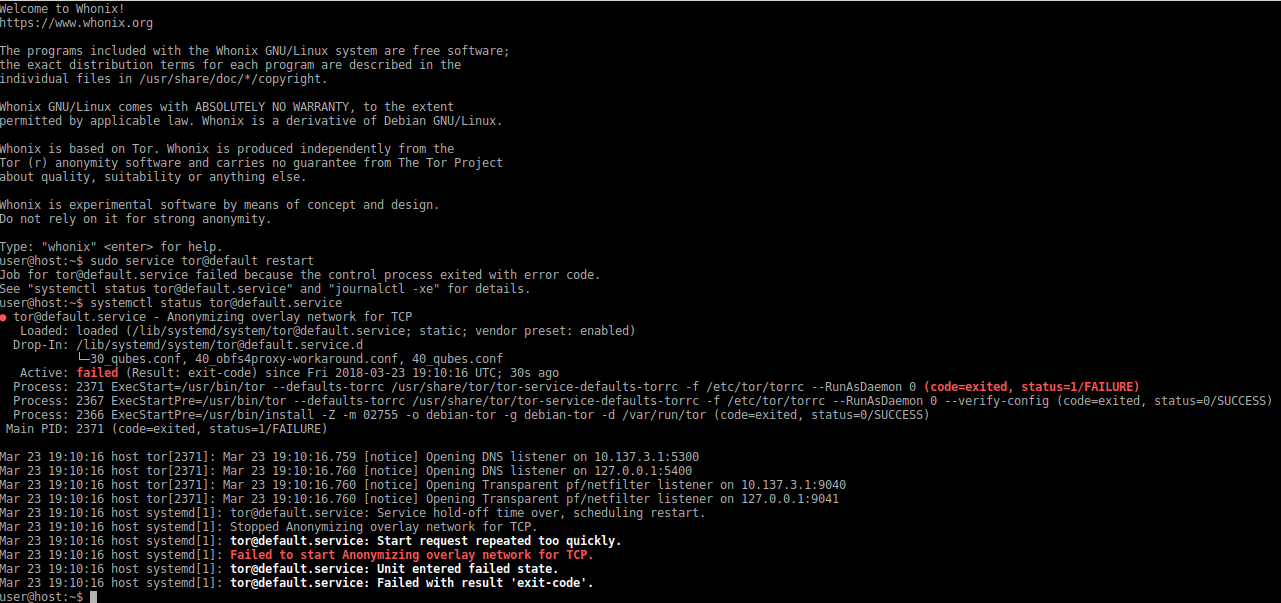 Welcome to Whonix!
https://www.whonix.org
The programs included with the Whonix GNU/Linux system are free software;
the exact distribution terms for each program are described in the
individual files in /usr/share/doc/*/copyright.
Whonix GNU/Linux comes with ABSOLUTELY NO WARRANTY, to the extent
permitted by applicable law. Whonix is a derivative of Debian GNU/Linux.
Whonix is based on Tor. Whonix is produced independently from the
Tor (r) anonymity software and carries no guarantee from The Tor Project
about quality, suitability or anything else.
Whonix is experimental software by means of concept and design.
Do not rely on it for strong anonymity.
Type: "whonix" <enter> for help.
user@host:~$ sudo service tor@default restart
Job for tor@default.service failed because the control process exited with error code.
See "systemctl status tor@default.service" and "journalctl -xe" for details.
user@host:~$ systemctl status tor@default.service
● tor@default.service - Anonymizing overlay network for TCP
Loaded: loaded (/lib/systemd/system/tor@default.service; static; vendor preset: enabled)
Drop-In: /lib/systemd/system/tor@default.service.d
└─30_qubes.conf, 40_obfs4proxy-workaround.conf, 40_qubes.conf
Active: failed (Result: exit-code) since Fri 2018-03-23 19:10:16 UTC; 30s ago
Process: 2371 ExecStart=/usr/bin/tor --defaults-torrc /usr/share/tor/tor-service-defaults-torrc -f /etc/tor/torrc --RunAsDaemon 0 (code=exited, status=1/FAILURE)
Process: 2367 ExecStartPre=/usr/bin/tor --defaults-torrc /usr/share/tor/tor-service-defaults-torrc -f /etc/tor/torrc --RunAsDaemon 0 --verify-config (code=exited, status=0/SUCCESS)
Process: 2366 ExecStartPre=/usr/bin/install -Z -m 02755 -o debian-tor -g debian-tor -d /var/run/tor (code=exited, status=0/SUCCESS)
Main PID: 2371 (code=exited, status=1/FAILURE)
Mar 23 19:10:16 host tor[2371]: Mar 23 19:10:16.759 [notice] Opening DNS listener on 10.137.3.1:5300
Mar 23 19:10:16 host tor[2371]: Mar 23 19:10:16.760 [notice] Opening DNS listener on 127.0.0.1:5400
Mar 23 19:10:16 host tor[2371]: Mar 23 19:10:16.760 [notice] Opening Transparent pf/netfilter listener on 10.137.3.1:9040
Mar 23 19:10:16 host tor[2371]: Mar 23 19:10:16.760 [notice] Opening Transparent pf/netfilter listener on 127.0.0.1:9041
Mar 23 19:10:16 host systemd[1]: tor@default.service: Service hold-off time over, scheduling restart.
Mar 23 19:10:16 host systemd[1]: Stopped Anonymizing overlay network for TCP.
Mar 23 19:10:16 host systemd[1]: tor@default.service: Start request repeated too quickly.
Mar 23 19:10:16 host systemd[1]: Failed to start Anonymizing overlay network for TCP.
Mar 23 19:10:16 host systemd[1]: tor@default.service: Unit entered failed state.
Mar 23 19:10:16 host systemd[1]: tor@default.service: Failed with result 'exit-code'.
user@host:~$